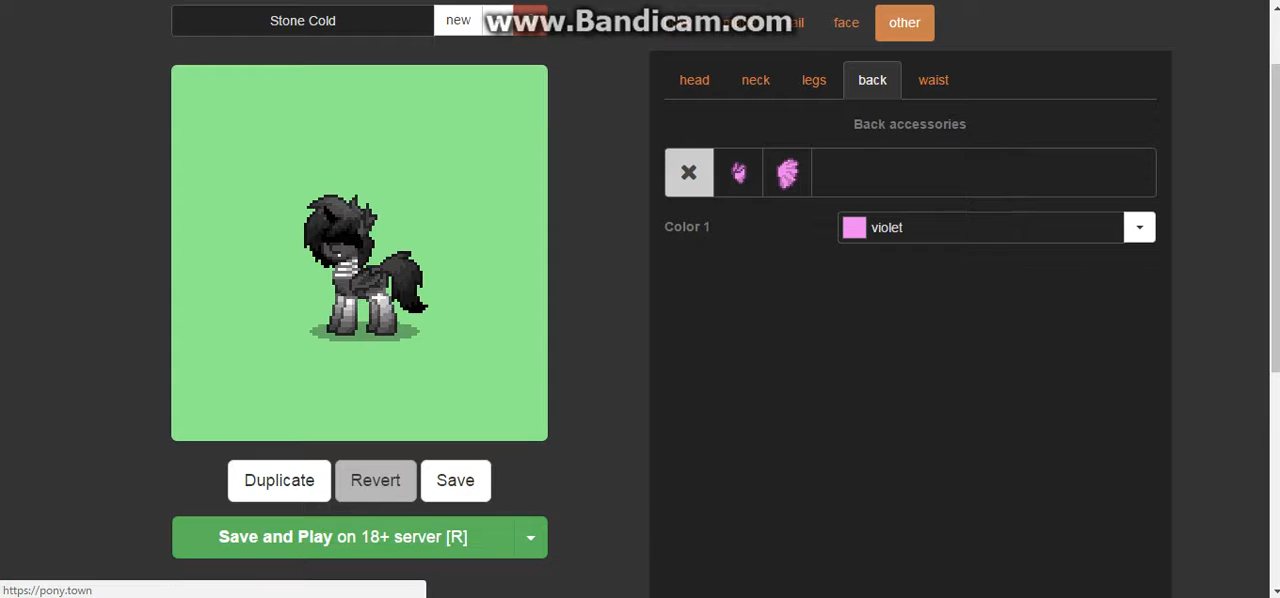 Stone Cold
new
www.Bandicam.com
face
other
head
neck
legs
back
waist
Back accessories
Color 1
violet
Duplicate
Revert
Save
Save and Play on 18+ server [R]
https://pony.town